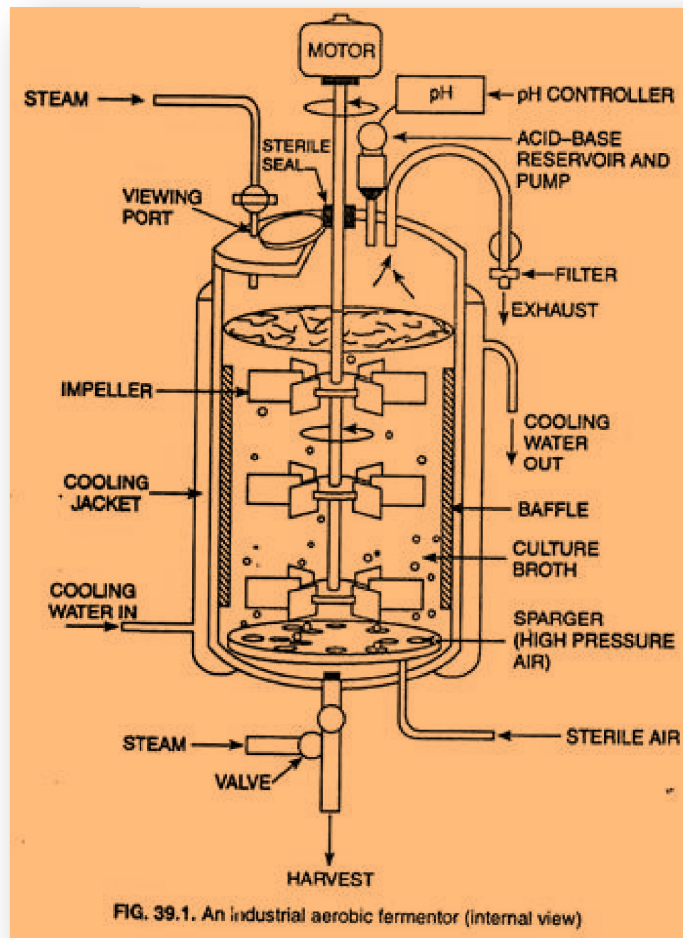 MOTOR
STEAM
pH
pH CONTROLLER
STERILE
SEAL
ACID–BASE
RESERVOIR AND
PUMP
VIEWING
PORT
FILTER
EXHAUST
IMPELLER
COOLING
WATER
OUT
COOLING
JACKET
BAFFLE
CULTURE
BROTH
COOLING
WATER IN
SPARGER
(HIGH PRESSURE
AIR)
STEAM
STERILE AIR
VALVE
HARVEST
FIG. 39.1. An industrial aerobic fermentor (internal view)